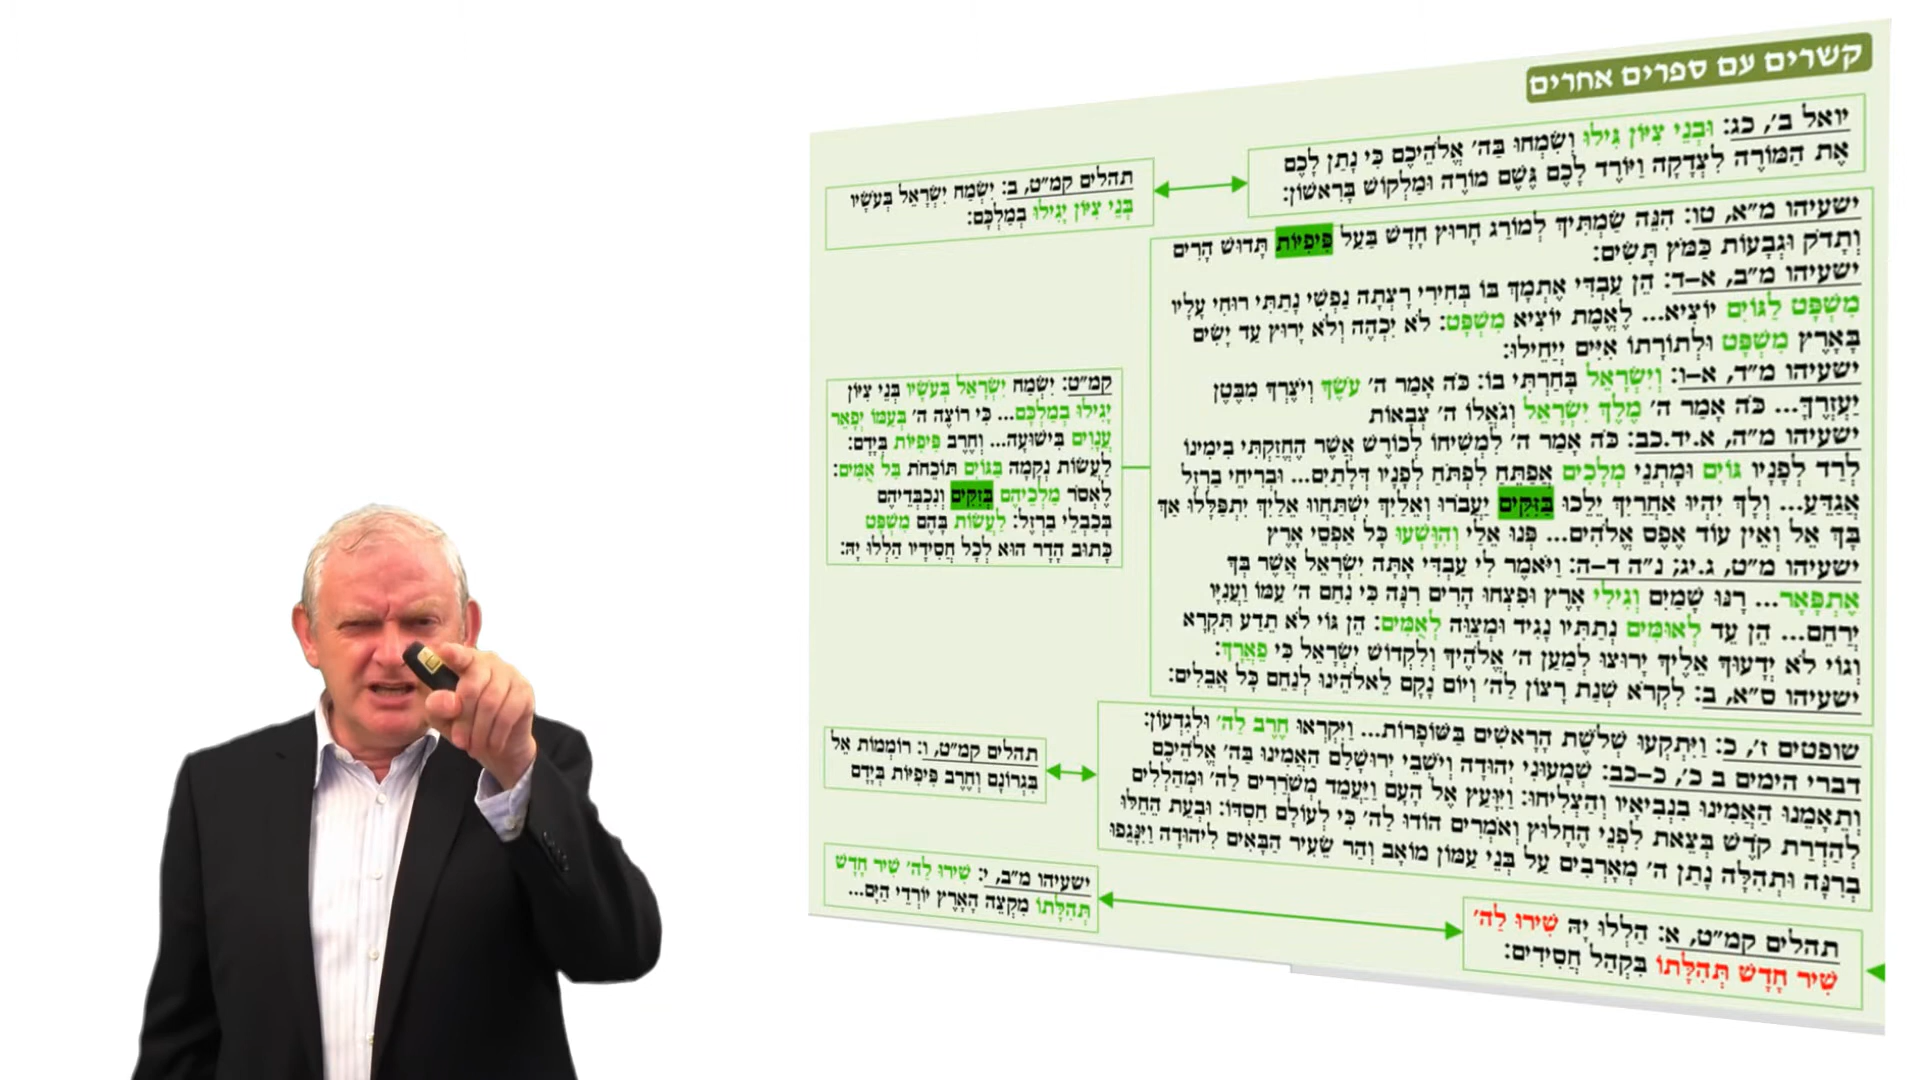 קשרים עם ספרים אחרים
יואל ב׳, כג: וּבְנֵי צִיּוֹן גִּילוּ וְשִׂמְחוּ בַּה׳ אֱלֹהֵיכֶם כִּי נָתַן לָכֶם
אֶת הַמּוֹרֶה לִצְדָקָה וַיּוֹרֶד לָכֶם גֶּשֶׁם מוֹרֶה וּמַלְקוֹשׁ בָּרִאשׁוֹן:
תהלים קמ״ט, ב: יִשְׂמַח יִשְׂרָאֵל בְּעֹשָׂיו
בְּנֵי צִיּוֹן יָגִילוּ בְמַלְכָּם:
ישעיהו מ״א, טו: הִנֵּה שַׂמְתִּיךְ לְמוֹרַג חָרוּץ חָדָשׁ בַּעַל פִּיפִיּוֹת תָּדוּשׁ הָרִים
וְתָדֹק וּגְבָעוֹת כַּמֹּץ תָּשִׂים:
ישעיהו מ״ב, א–ד: הֵן עַבְדִּי אֶתְמָךְ בּוֹ בְּחִירִי רָצְתָה נַפְשִׁי נָתַתִּי רוּחִי עָלָיו
מִשְׁפָּט לַגּוֹיִם יוֹצִיא... לֶאֱמֶת יוֹצִיא מִשְׁפָּט: לֹא יִכְהֶה וְלֹא יָרוּץ עַד יָשִׂים
בָּאָרֶץ מִשְׁפָּט וּלְתוֹרָתוֹ אִיִּים יְיַחֵילוּ:
ישעיהו מ״ד, א–ו: וְיִשְׂרָאֵל בָּחַרְתִּי בוֹ: כֹּה אָמַר ה׳ עֹשֶׂךָ וְיֹצֶרְךָ מִבֶּטֶן
יַעְזְרֶךָּ... כֹּה אָמַר ה׳ מֶלֶךְ יִשְׂרָאֵל וְגֹאֲלוֹ ה׳ צְבָאוֹת
ישעיהו מ״ה, א.יד.כב: כֹּה אָמַר ה׳ לִמְשִׁיחוֹ לְכוֹרֶשׁ אֲשֶׁר הֶחֱזַקְתִּי בִימִינוֹ
לְרַד לְפָנָיו גּוֹיִם וּמָתְנֵי מְלָכִים אֲפַתֵּחַ לִפְתֹּחַ לְפָנָיו דְּלָתַיִם... וּבְרִיחֵי בַרְזֶל
אֲגַדֵּעַ... וְלָךְ יִהְיוּ אַחֲרַיִךְ יֵלֵכוּ בַּזִּקִּים יַעֲבֹרוּ וְאֵלַיִךְ יִשְׁתַּחֲווּ אֵלַיִךְ יִתְפַּלָּלוּ אַךְ
בָּךְ אֵל וְאֵין עוֹד אֶפֶס אֱלֹהִים... פְּנוּ אֵלַי וְהִוָּשְׁעוּ כָּל אַפְסֵי אָרֶץ
ישעיהו מ״ט, ג.יג; נ״ה ד–ה: וַיֹּאמֶר לִי עַבְדִּי אָתָּה יִשְׂרָאֵל אֲשֶׁר בְּךָ
אֶתְפָּאָר... רָנּוּ שָׁמַיִם וְגִילִי אָרֶץ וּפִצְחוּ הָרִים רִנָּה כִּי נִחַם ה׳ עַמּוֹ וַעֲנִיָּו
יְרַחֵם... הֵן עֵד לְאוּמִּים נְתַתִּיו נָגִיד וּמְצַוֵּה לְאֻמִּים: הֵן גּוֹי לֹא תֵדַע תִּקְרָא
וְגוֹי לֹא יְדָעוּךָ אֵלֶיךָ יָרוּצוּ לְמַעַן ה׳ אֱלֹהֶיךָ וְלִקְדוֹשׁ יִשְׂרָאֵל כִּי פֵאֲרָךְ:
ישעיהו ס״א, ב: לִקְרֹא שְׁנַת רָצוֹן לַה׳ וְיוֹם נָקָם לֵאלֹהֵינוּ לְנַחֵם כָּל אֲבֵלִים:
קמ״ט: יִשְׂמַח יִשְׂרָאֵל בְּעֹשָׂיו בְּנֵי צִיּוֹן
יָגִילוּ בְמַלְכָּם... כִּי רוֹצֶה ה׳ בְּעַמּוֹ יְפָאֵר
עֲנָוִים בִּישׁוּעָה... וְחֶרֶב פִּיפִיּוֹת בְּיָדָם:
לַעֲשׂוֹת נְקָמָה בַּגּוֹיִם תּוֹכֵחֹת בַּל אֻמִּים:
לֶאְסֹר מַלְכֵיהֶם בְּזִקִּים וְנִכְבְּדֵיהֶם
בְּכַבְלֵי בַרְזֶל: לַעֲשׂוֹת בָּהֶם מִשְׁפָּט
כָּתוּב הָדָר הוּא לְכָל חֲסִידָיו הַלְלוּ יָהּ:
שופטים ז׳, כ: וַיִּתְקְעוּ שְׁלֹשֶׁת הָרָאשִׁים בַּשּׁוֹפָרוֹת... וַיִּקְרְאוּ חֶרֶב לַה׳ וּלְגִדְעוֹן:
דברי הימים ב כ׳, כ–כב: שְׁמָעוּנִי יְהוּדָה וְיֹשְׁבֵי יְרוּשָׁלִַם הַאֲמִינוּ בַּה׳ אֱלֹהֵיכֶם
וְתֵאָמֵנוּ הַאֲמִינוּ בִנְבִיאָיו וְהַצְלִיחוּ: וַיִּוָּעַץ אֶל הָעָם וַיַּעֲמֵד מְשֹׁרֲרִים לַה׳ וּמְהַלְלִים
לְהַדְרַת קֹדֶשׁ בְּצֵאת לִפְנֵי הֶחָלוּץ וְאֹמְרִים הוֹדוּ לַה׳ כִּי לְעוֹלָם חַסְדּוֹ: וּבְעֵת הֵחֵלּוּ
בְרִנָּה וּתְהִלָּה נָתַן ה׳ מְאָרְבִים עַל בְּנֵי עַמּוֹן מוֹאָב וְהַר שֵׂעִיר הַבָּאִים לִיהוּדָה וַיִּנָּגֵפוּ
תהלים קמ״ט, ו: רוֹמְמוֹת אֵל
בִּגְרוֹנָם וְחֶרֶב פִּיפִיּוֹת בְּיָדָם
ישעיהו מ״ב, י: שִׁירוּ לַה׳ שִׁיר חָדָשׁ
תְּהִלָּתוֹ מִקְצֵה הָאָרֶץ יוֹרְדֵי הַיָּם...
תהלים קמ״ט, א: הַלְלוּ יָהּ שִׁירוּ לַה׳
שִׁיר חָדָשׁ תְּהִלָּתוֹ בִּקְהַל חֲסִידִים: